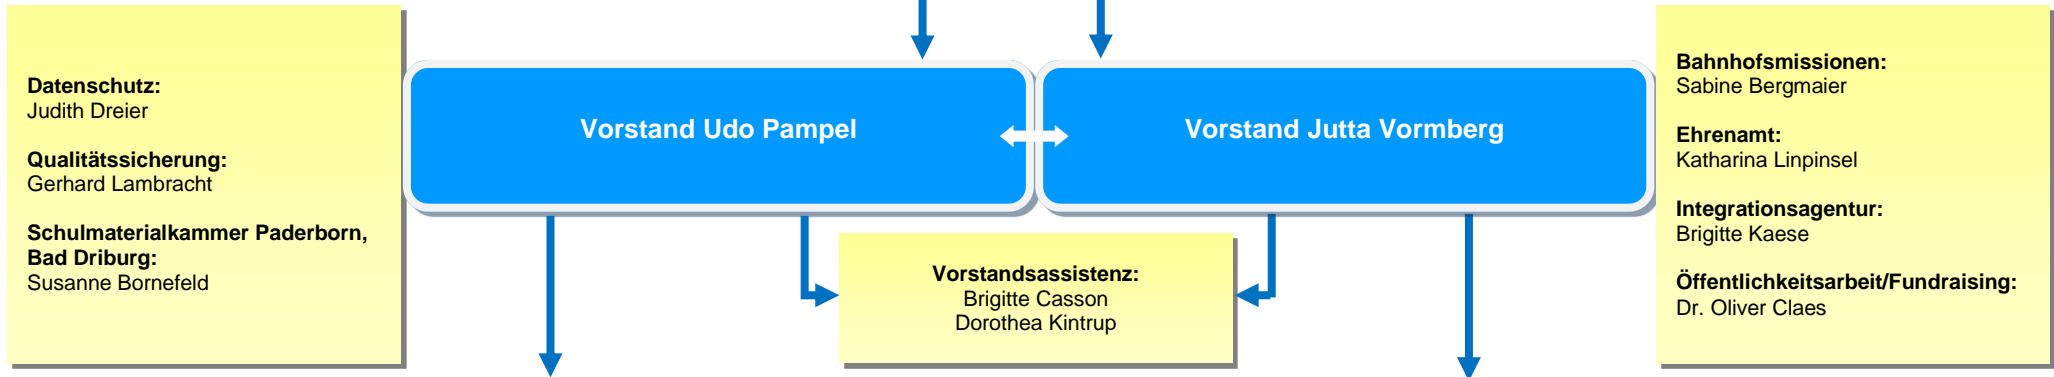 Datenschutz:
Judith Dreier
Qualitätssicherung:
Gerhard Lambracht
Schulmaterialkammer Paderborn,
Bad Driburg:
Susanne Bornefeld
Vorstand Udo Pampel
Vorstand Jutta Vormberg
Vorstandsassistenz:
Brigitte Casson
Dorothea Kintrup
Bahnhofsmissionen:
Sabine Bergmaier
Ehrenamt:
Katharina Linpinsel
Integrationsagentur:
Brigitte Kaese
Öffentlichkeitsarbeit/Fundraising:
Dr. Oliver Claes